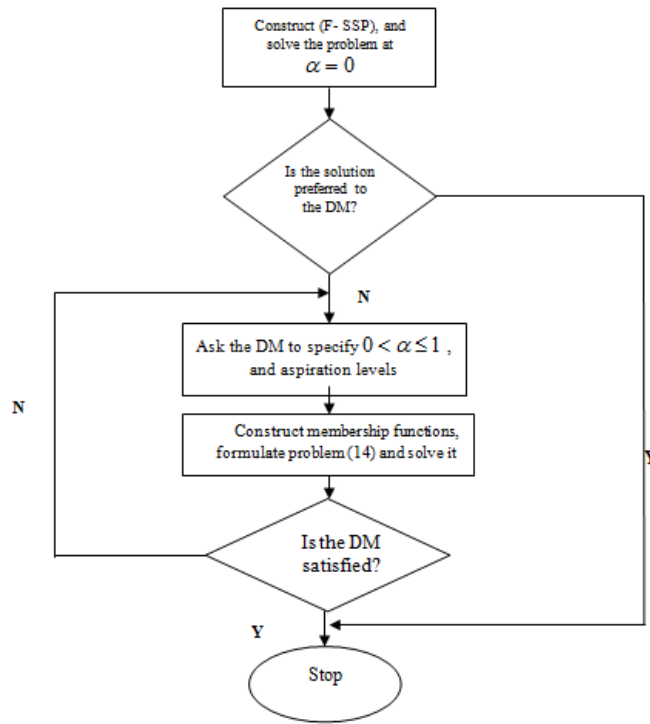 Construct (F- SSP), and
solve the problem at
α = 0
Is the solution
preferred to
the DM?
N
Ask the DM to specify 0 < α ≤ 1 ,
and aspiration levels
N
Construct membership functions,
formulate problem (14) and solve it
Y
Is the DM
satisfied?
Y
Stop